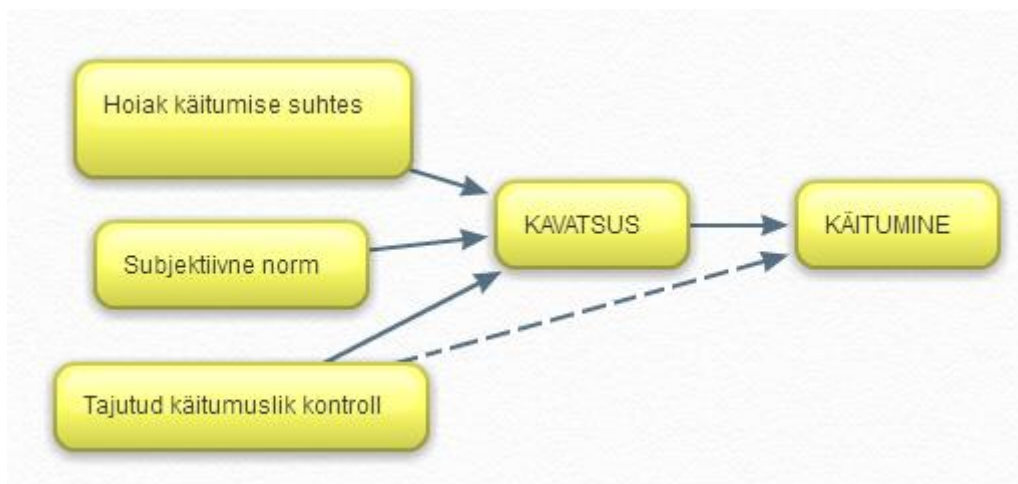 Hoiak käitumise suhtes
Subjektiivne norm
Tajutud käitumuslik kontroll
KAVATSUS
KÄITUMINE